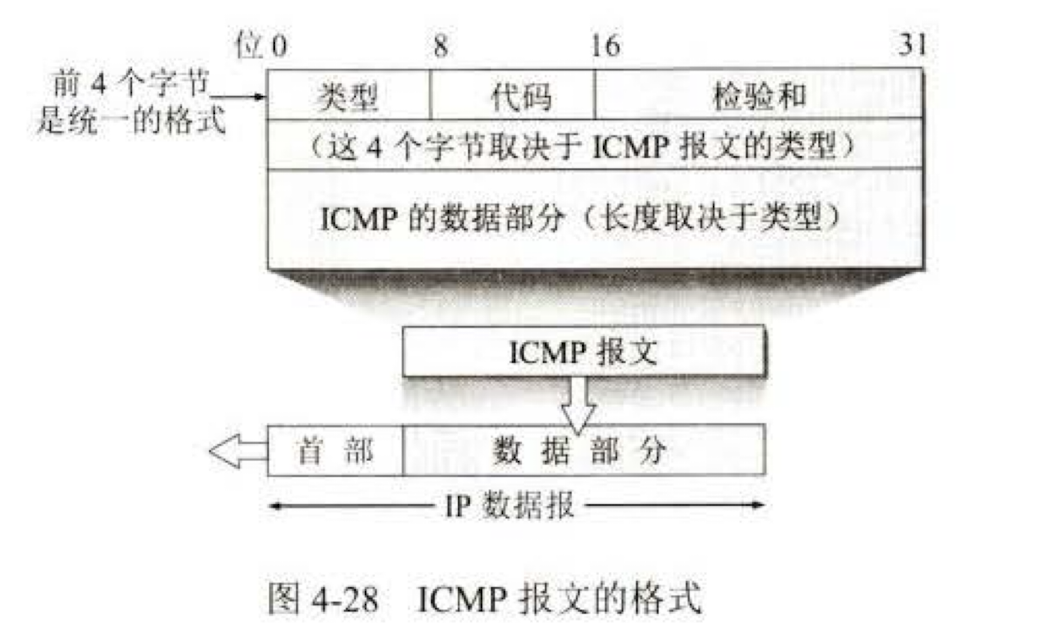 位 0 8 16 31
前 4 个字节
是统一的格式
类型 代码 检验和
（这 4 个字节取决于 ICMP 报文的类型）
ICMP 的数据部分（长度取决于类型）
ICMP 报文
首 部 数 据 部 分
IP 数据报
图 4-28 ICMP 报文的格式